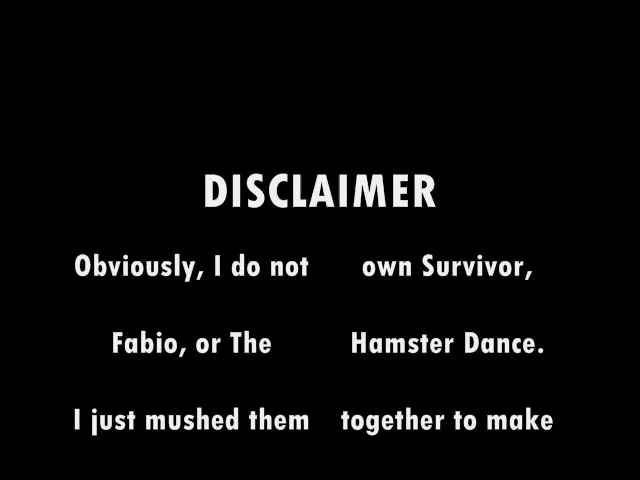 DISCLAIMER
Obviously, I do not own Survivor,
Fabio, or The Hamster Dance.
I just mushed them together to make